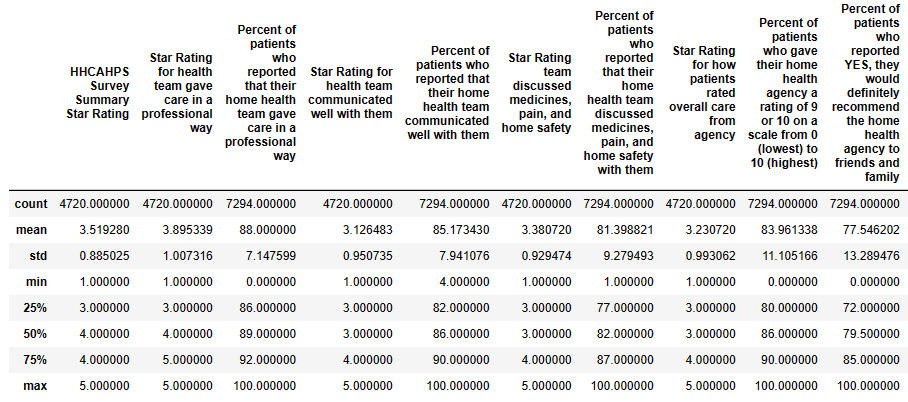 HHCAHPS Survey Summary Star Rating
Star Rating for health team gave care in a professional way
Percent of patients who reported that their home health team gave care in a professional way
Star Rating for health team communicated well with them
Percent of patients who reported that their home health team communicated well with them
Star Rating team discussed medicines, pain, and home safety
Percent of patients who reported that their home health team discussed medicines, pain, and home safety with them
Star Rating for how patients rated overall care from agency
Percent of patients who gave their home health agency a rating of 9 or 10 on a scale from 0 (lowest) to 10 (highest)
Percent of patients who reported YES, they would definitely recommend the home health agency to friends and family
count 4720.000000 4720.000000 7294.000000 4720.000000 7294.000000 4720.000000 7294.000000 4720.000000 7294.000000 7294.000000
mean 3.519280 3.895339 88.000000 3.126483 85.173430 3.380720 81.398821 3.230720 83.961338 77.546202
std 0.885025 1.007316 7.147599 0.950735 7.941076 0.929474 9.279493 0.993062 11.105166 13.289476
min 1.000000 1.000000 0.000000 1.000000 4.000000 1.000000 1.000000 1.000000 0.000000 0.000000
25% 3.000000 3.000000 86.000000 3.000000 82.000000 3.000000 77.000000 3.000000 80.000000 72.000000
50% 4.000000 4.000000 89.000000 3.000000 86.000000 3.000000 82.000000 3.000000 86.000000 79.500000
75% 4.000000 5.000000 92.000000 4.000000 90.000000 4.000000 87.000000 4.000000 90.000000 85.000000
max 5.000000 5.000000 100.000000 5.000000 100.000000 5.000000 100.000000 5.000000 100.000000 100.000000